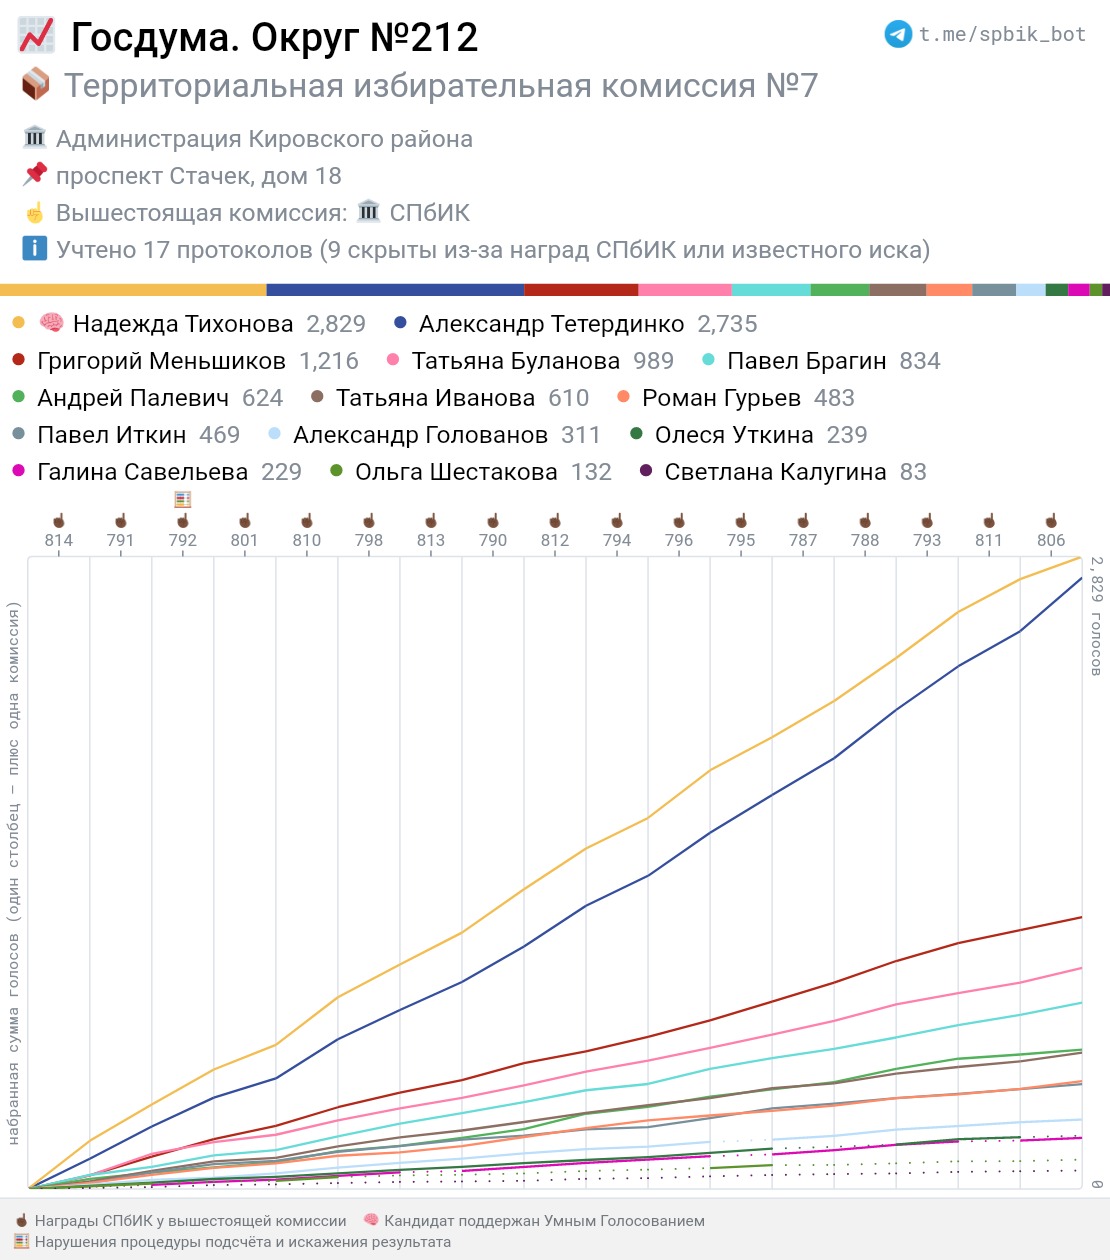 Госдума. Округ №212
t.me/spbik_bot
Территориальная избирательная комиссия №7
Администрация Кировского района
проспект Стачек, дом 18
Вышестоящая комиссия: СПбИК
Учтено 17 протоколов (9 скрыты из-за наград СПбИК или известного иска)
Надежда Тихонова 2,829 Александр Тетердинко 2,735
Григорий Меньшиков 1,216 Татьяна Буланова 989 Павел Брагин 834
Андрей Палевич 624 Татьяна Иванова 610 Роман Гурьев 483
Павел Иткин 469 Александр Голованов 311 Олеся Уткина 239
Галина Савельева 229 Ольга Шестакова 132 Светлана Калугина 83
814 791 792 801 810 798 813 790 812 794 796 795 787 788 793 811 806
набранная сумма голосов (один столбец — плюс одна комиссия)
2,829 голосов
0
Награды СПбИК у вышестоящей комиссии Кандидат поддержан Умным Голосованием
Нарушения процедуры подсчёта и искажения результата